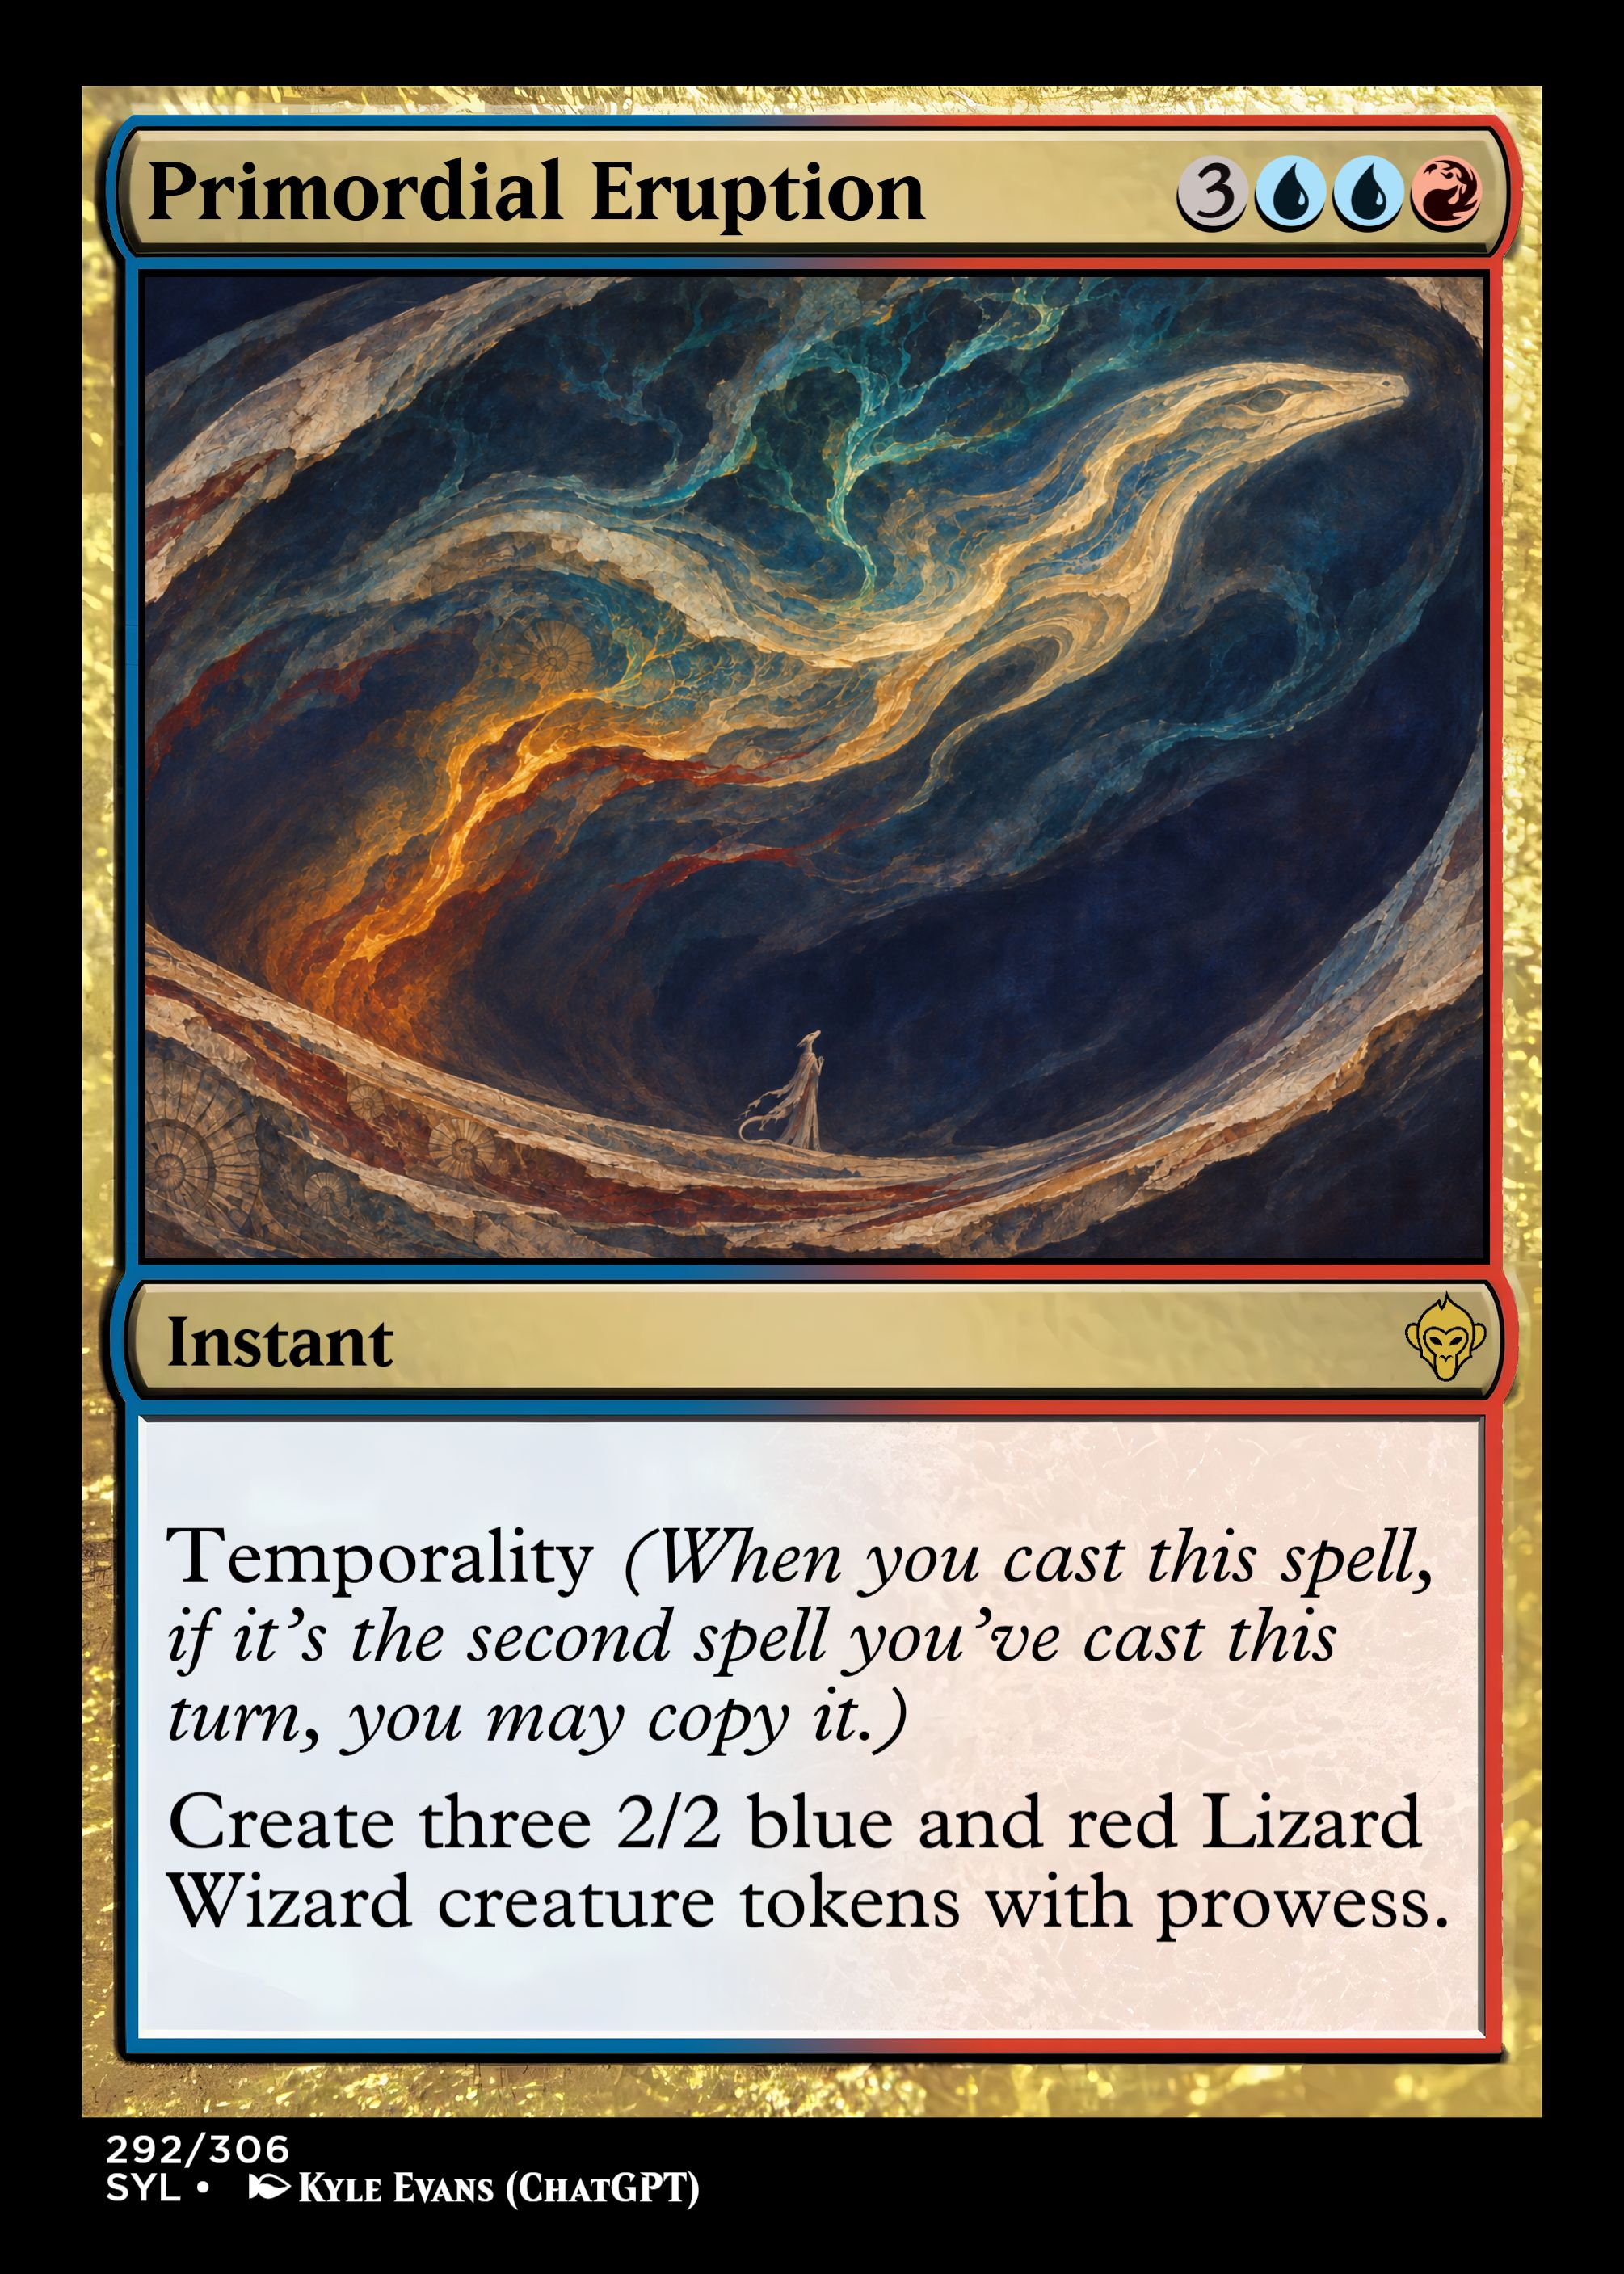 Primordial Eruption 3
Instant
Temporality (When you cast this spell,
if it's the second spell you've cast this
turn, you may copy it.)
Create three 2/2 blue and red Lizard
Wizard creature tokens with prowess.
292/306
SYL • Kyle Evans (ChatGPT)